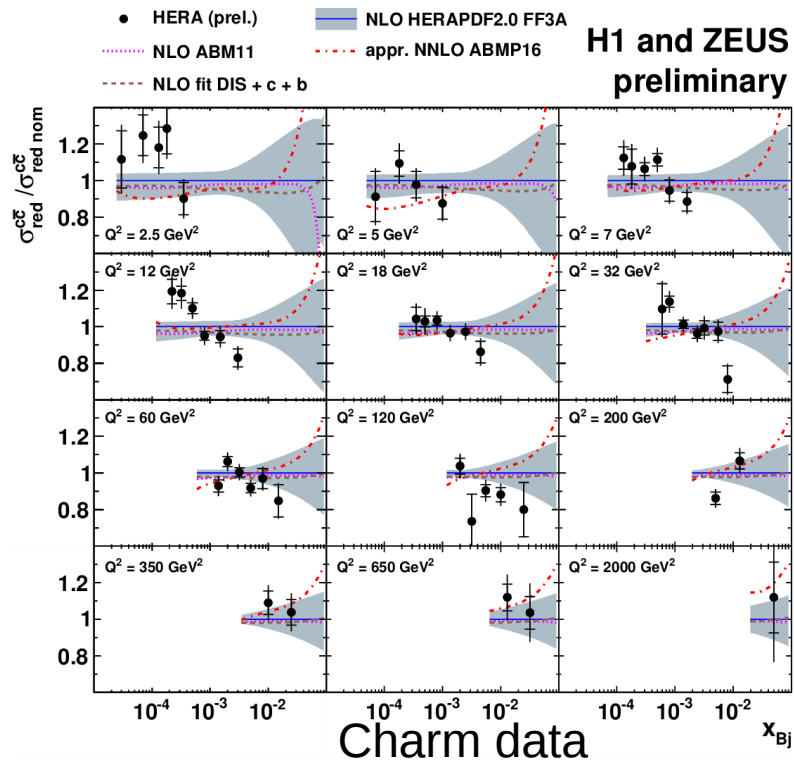 HERA (prel.)
NLO HERAPDF2.0 FF3A
NLO ABM11
appr. NNLO ABMP16
NLO fit DIS + c + b
H1 and ZEUS
preliminary
σ_red^cc̅ / σ_red nom^cc̅
1.2
1
0.8
Q² = 2.5 GeV²
Q² = 5 GeV²
Q² = 7 GeV²
Q² = 12 GeV²
Q² = 18 GeV²
Q² = 32 GeV²
1.2
1
0.8
Q² = 60 GeV²
Q² = 120 GeV²
Q² = 200 GeV²
1.2
1
0.8
Q² = 350 GeV²
Q² = 650 GeV²
Q² = 2000 GeV²
1.2
1
0.8
10⁻⁴ 10⁻³ 10⁻² 10⁻⁴ 10⁻³ 10⁻² 10⁻⁴ 10⁻³ 10⁻²
x_Bj
Charm data